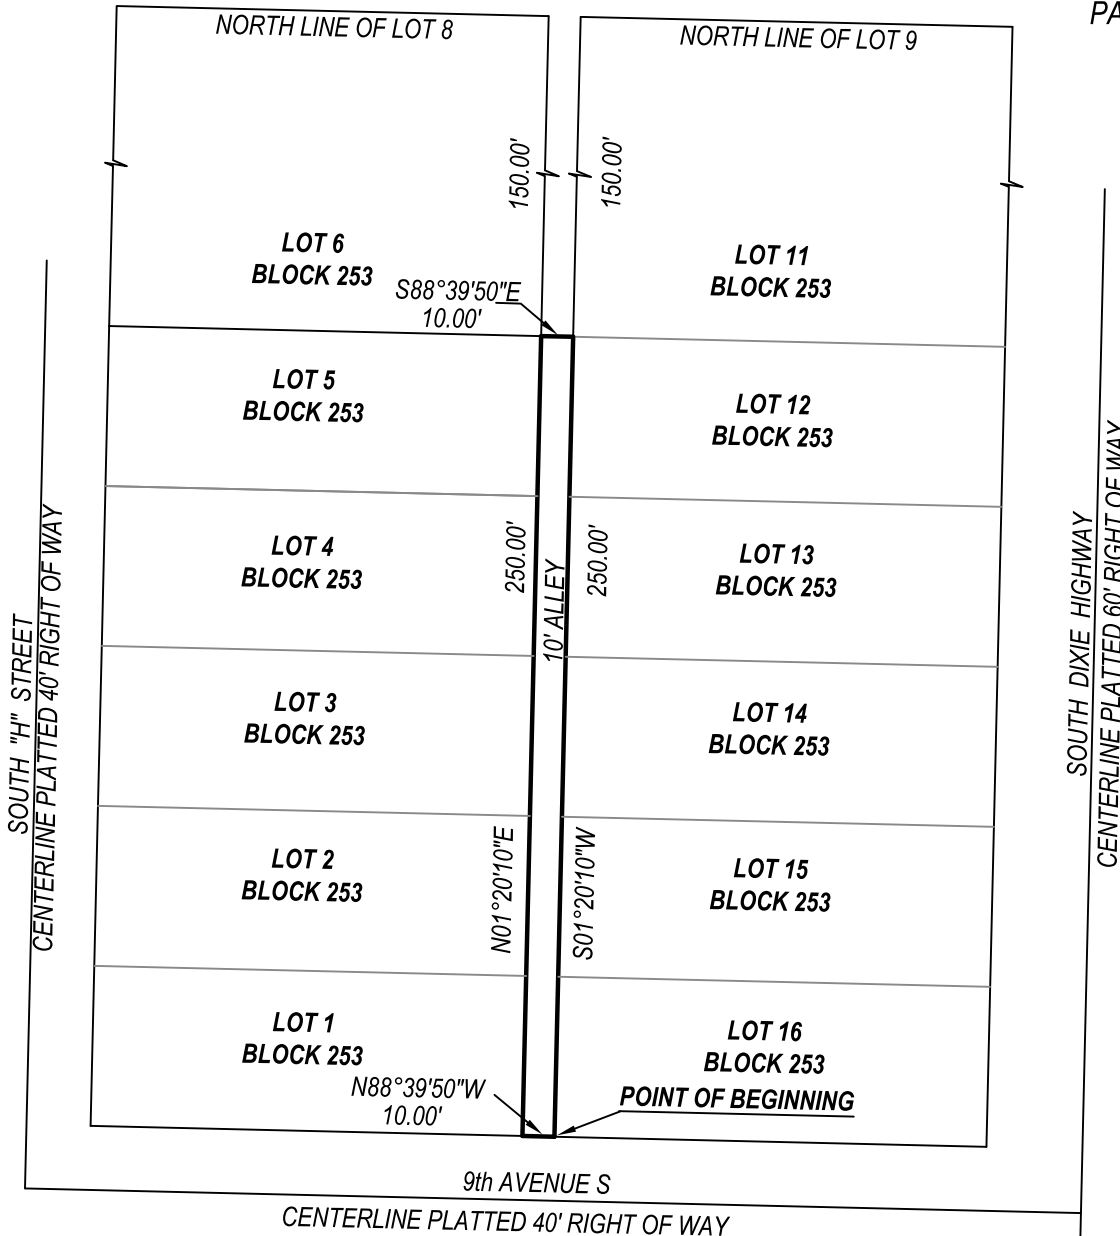 PA
NORTH LINE OF LOT 8
NORTH LINE OF LOT 9
150.00'
150.00'
LOT 6
BLOCK 253
LOT 11
BLOCK 253
S88°39'50"E
10.00'
LOT 5
BLOCK 253
LOT 12
BLOCK 253
LOT 4
BLOCK 253
250.00'
10' ALLEY
250.00'
LOT 13
BLOCK 253
SOUTH "H" STREET
CENTERLINE PLATTED 40' RIGHT OF WAY
SOUTH DIXIE HIGHWAY
CENTERLINE PLATTED 60' RIGHT OF WAY
LOT 3
BLOCK 253
LOT 14
BLOCK 253
LOT 2
BLOCK 253
N01°20'10"E
S01°20'10"W
LOT 15
BLOCK 253
LOT 1
BLOCK 253
LOT 16
BLOCK 253
N88°39'50"W
10.00'
POINT OF BEGINNING
9th AVENUE S
CENTERLINE PLATTED 40' RIGHT OF WAY